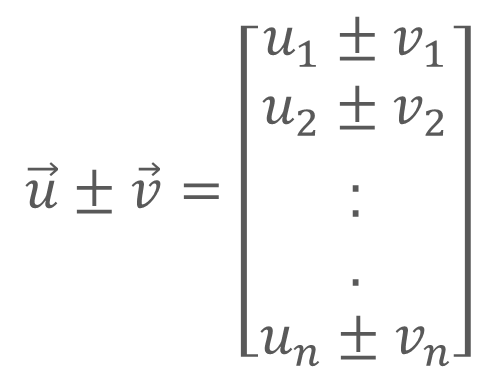 u₁ ± v₁
u₂ ± v₂
u⃗ ± v⃗ =
:
.
uₙ ± vₙ